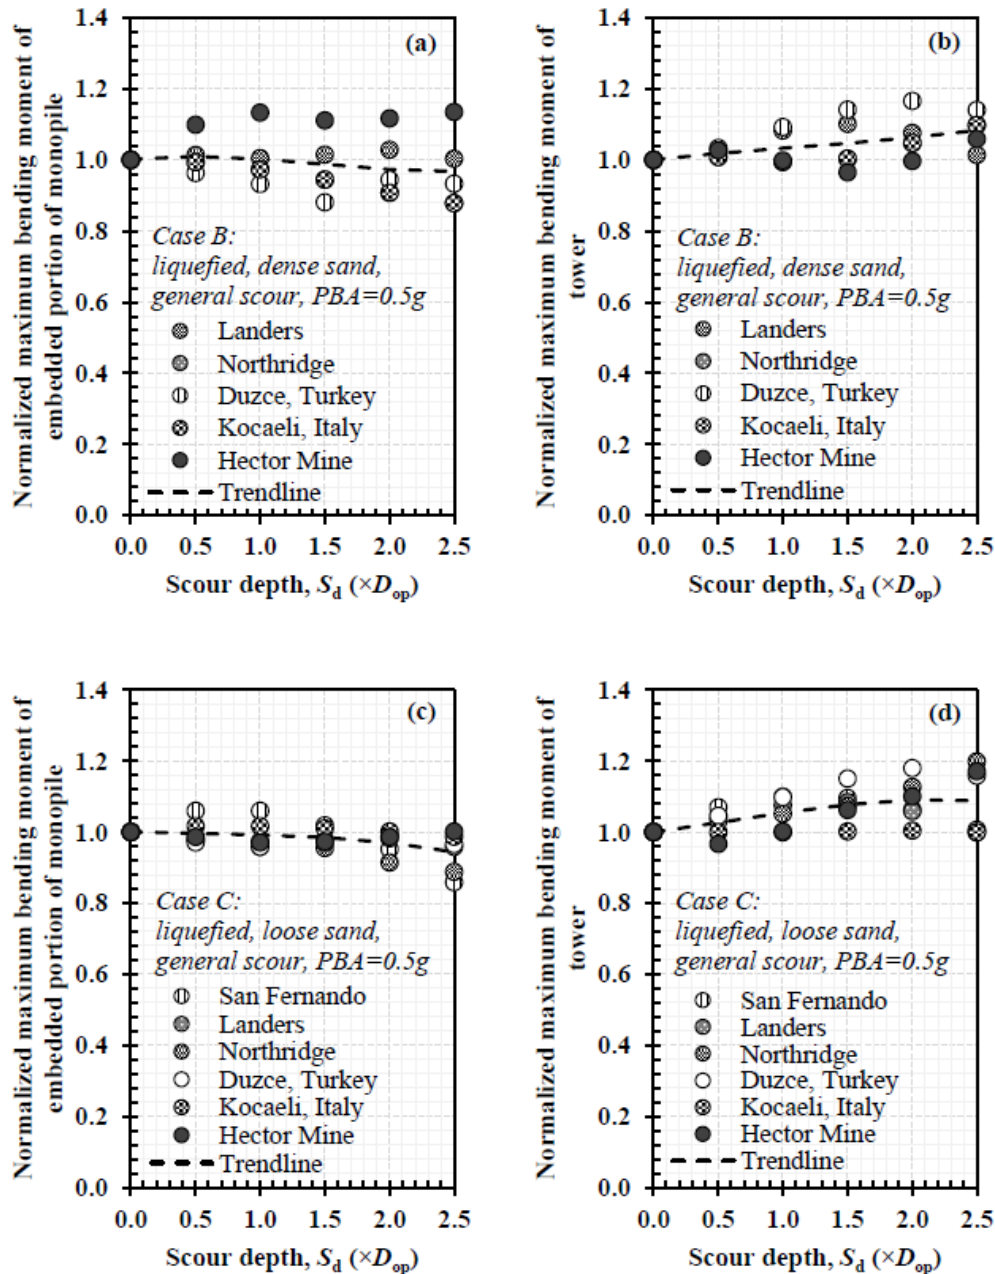 Normalized maximum bending moment of
embedded portion of monopile
1.4
1.2
1.0
0.8
0.6
0.4
0.2
0.0
(a)
Case B:
liquefied, dense sand,
general scour, PBA=0.5g
Landers
Northridge
Duzce, Turkey
Kocaeli, Italy
Hector Mine
Trendline
0.0 0.5 1.0 1.5 2.0 2.5
Scour depth, Sd (×Dop)
Normalized maximum bending moment of
tower
1.4
1.2
1.0
0.8
0.6
0.4
0.2
0.0
(b)
Case B:
liquefied, dense sand,
general scour, PBA=0.5g
Landers
Northridge
Duzce, Turkey
Kocaeli, Italy
Hector Mine
Trendline
0.0 0.5 1.0 1.5 2.0 2.5
Scour depth, Sd (×Dop)
Normalized maximum bending moment of
embedded portion of monopile
1.4
1.2
1.0
0.8
0.6
0.4
0.2
0.0
(c)
Case C:
liquefied, loose sand,
general scour, PBA=0.5g
San Fernando
Landers
Northridge
Duzce, Turkey
Kocaeli, Italy
Hector Mine
Trendline
0.0 0.5 1.0 1.5 2.0 2.5
Scour depth, Sd (×Dop)
Normalized maximum bending moment of
tower
1.4
1.2
1.0
0.8
0.6
0.4
0.2
0.0
(d)
Case C:
liquefied, loose sand,
general scour, PBA=0.5g
San Fernando
Landers
Northridge
Duzce, Turkey
Kocaeli, Italy
Hector Mine
Trendline
0.0 0.5 1.0 1.5 2.0 2.5
Scour depth, Sd (×Dop)